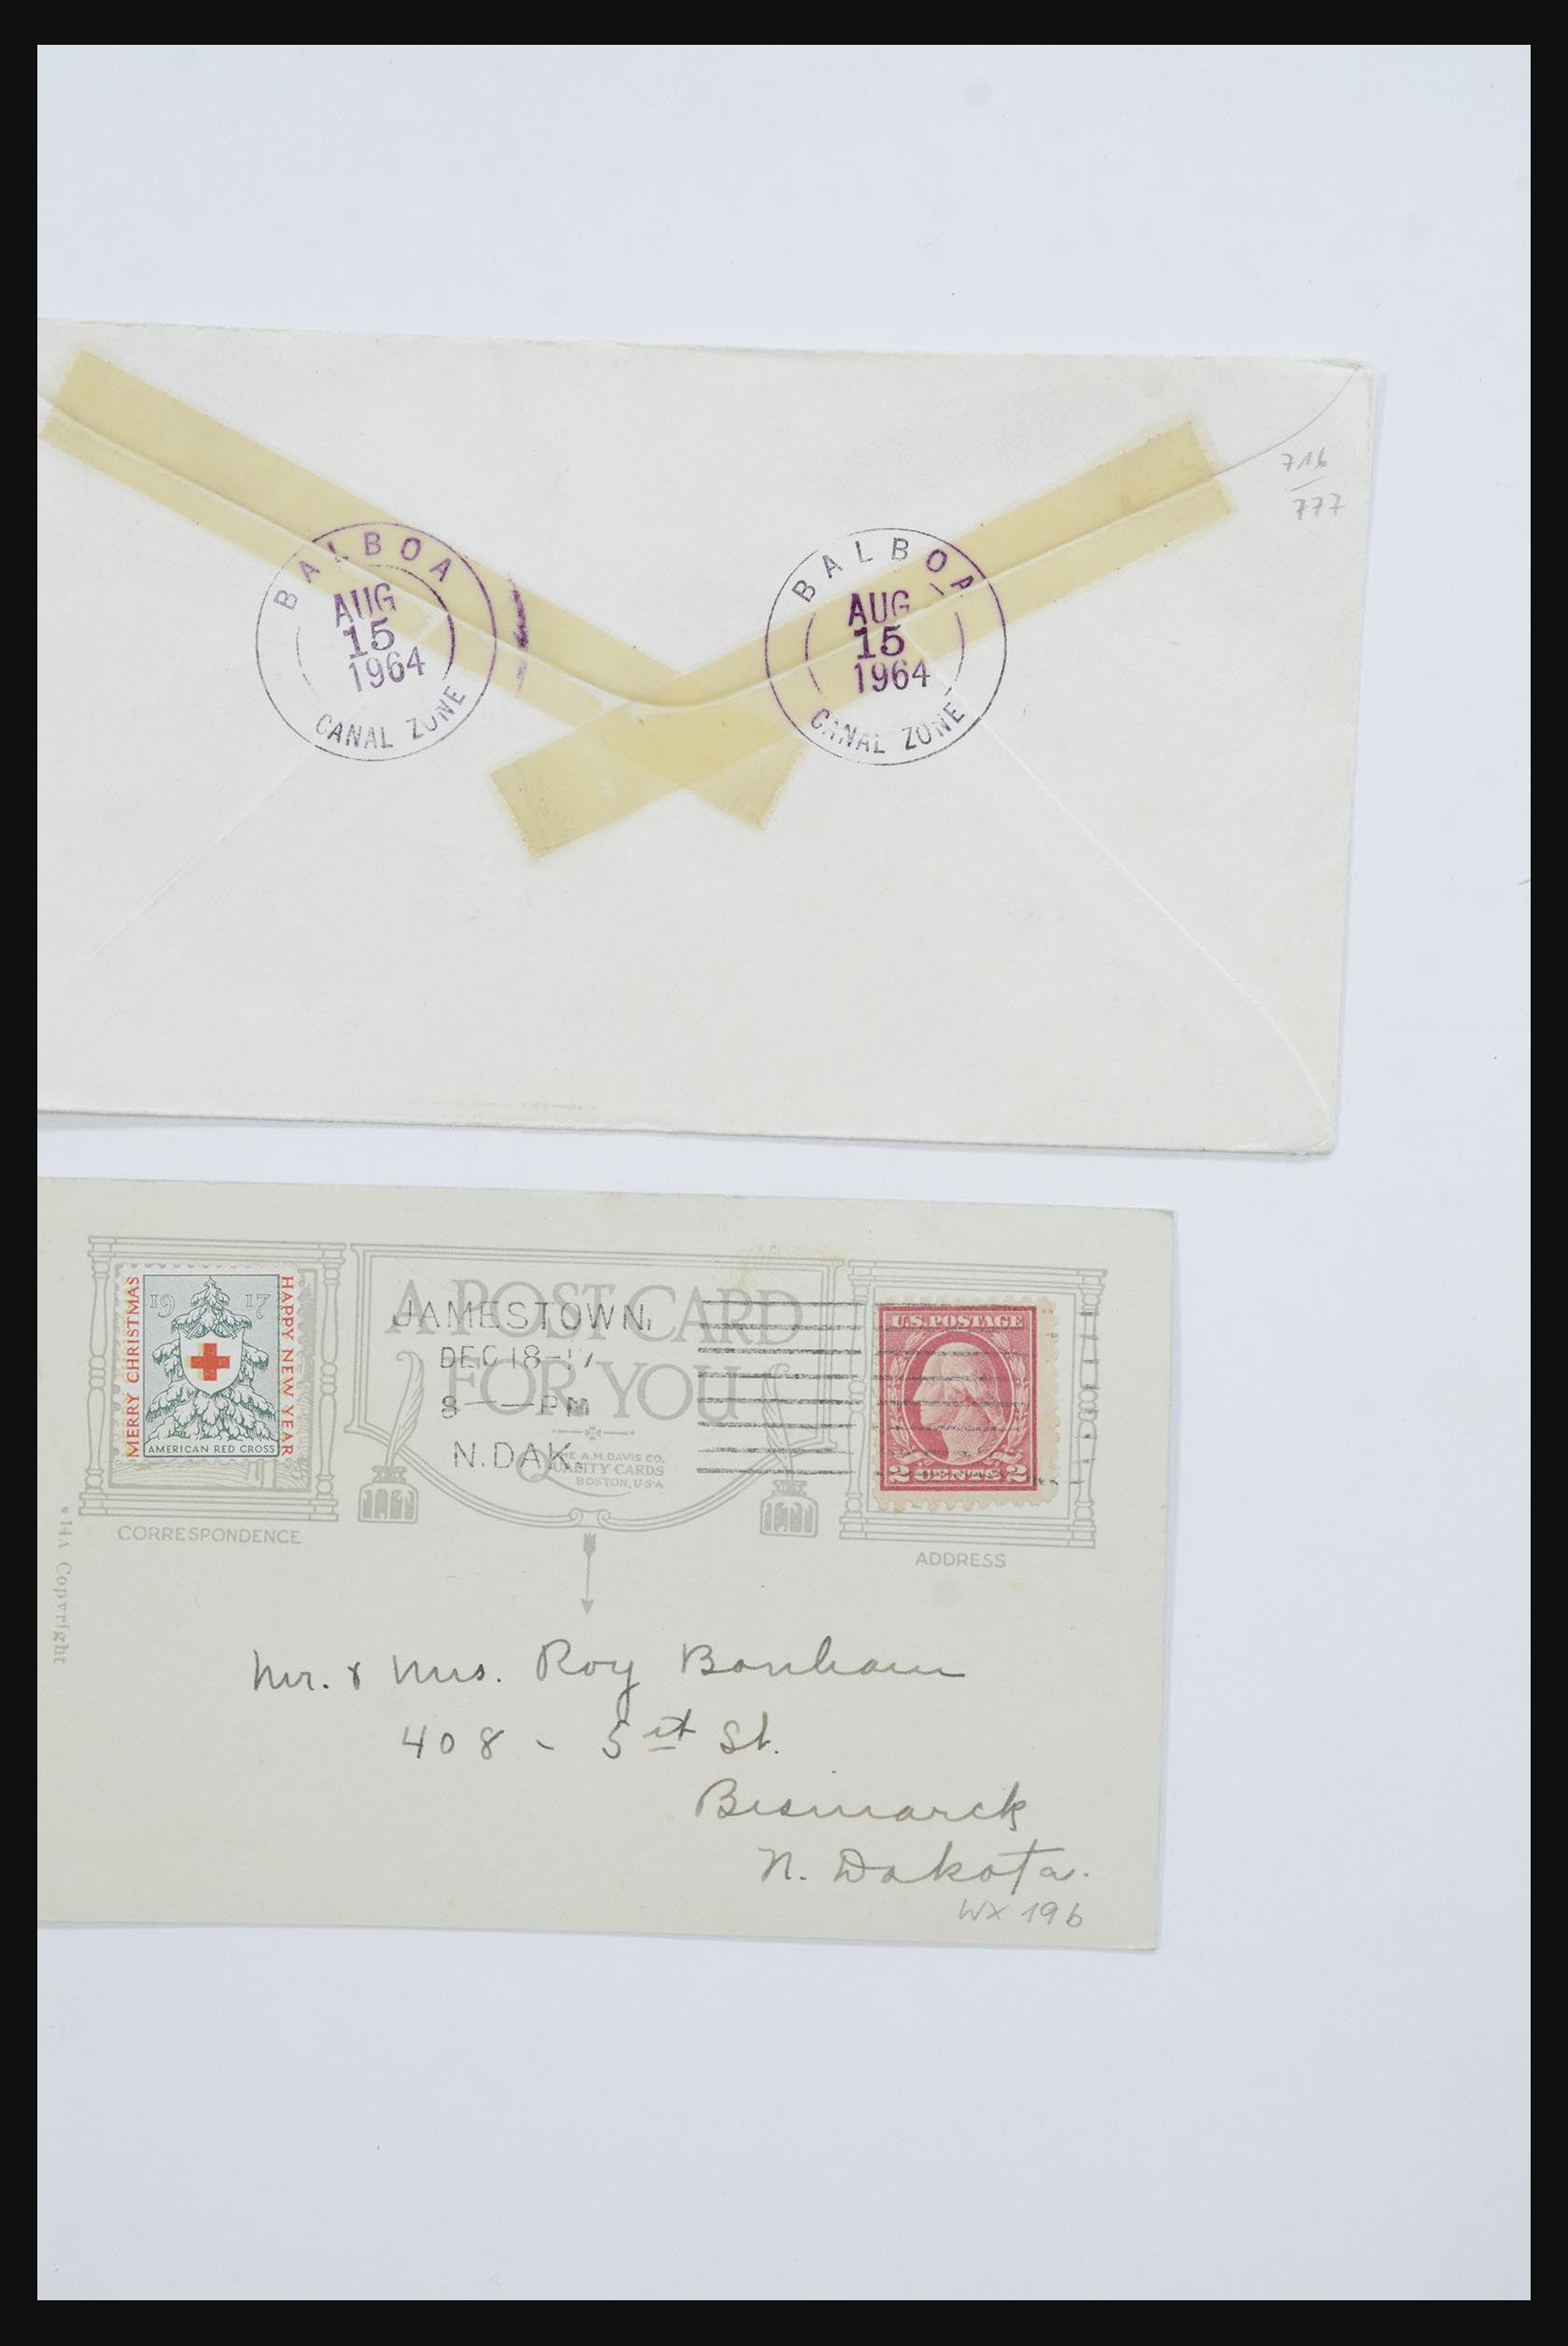 716
777
BALBOA
AUG
15
1964
CANAL ZONE
BALBOA
AUG
15
1964
CANAL ZONE
MERRY CHRISTMAS
1917
HAPPY NEW YEAR
AMERICAN RED CROSS
A POST CARD
FOR YOU
JAMESTOWN,
DEC 18-17
8 — PM
N. DAK.
THE A.M. DAVIS CO.
QUALITY CARDS
BOSTON, U.S.A
U.S. POSTAGE
2 CENTS 2
CORRESPONDENCE
ADDRESS
14A Copyright
Mr. & Mrs. Roy Bonham
408 - 5 St.
Bismarck
N. Dakota.
WX 196